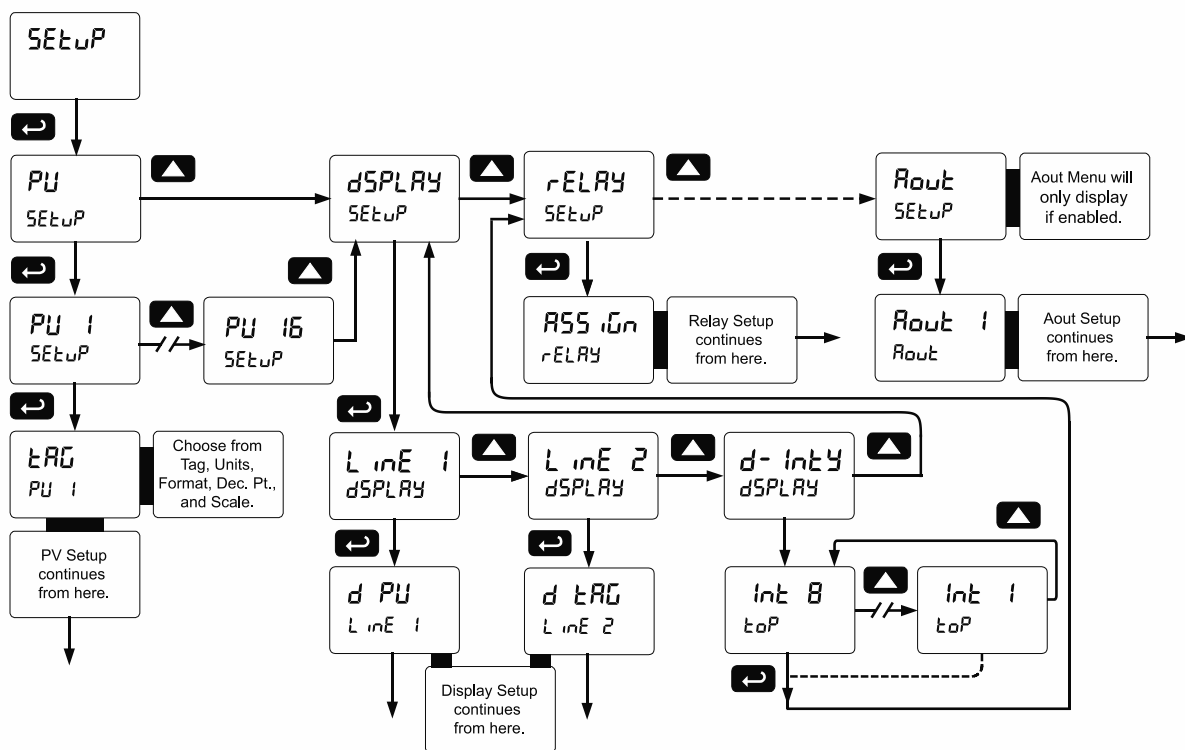 SEtuP
PU
SEtuP
dSPLAY
SEtuP
rELAY
SEtuP
Aout
SEtuP
Aout Menu will
only display
if enabled.
PU 1
SEtuP
PU 16
SEtuP
ASSiGn
rELAY
Relay Setup
continues
from here.
Aout 1
Aout
Aout Setup
continues
from here.
tAG
PU 1
Choose from
Tag, Units,
Format, Dec. Pt.,
and Scale.
LinE 1
dSPLAY
LinE 2
dSPLAY
d-IntY
dSPLAY
PV Setup
continues
from here.
d PU
LinE 1
d tAG
LinE 2
Int 8
toP
Int 1
toP
Display Setup
continues
from here.